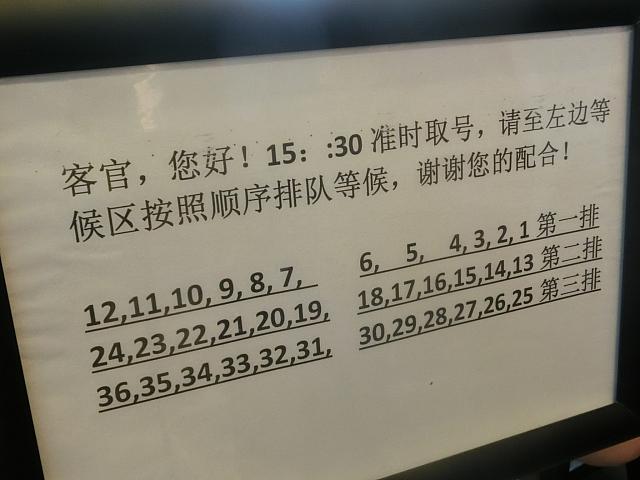 客官，您好！15：:30 准时取号，请至左边等
候区按照顺序排队等候，谢谢您的配合！
12,11,10, 9, 8, 7, 6, 5, 4, 3, 2, 1 第一排
24,23,22,21,20,19, 18,17,16,15,14,13 第二排
36,35,34,33,32,31, 30,29,28,27,26,25 第三排